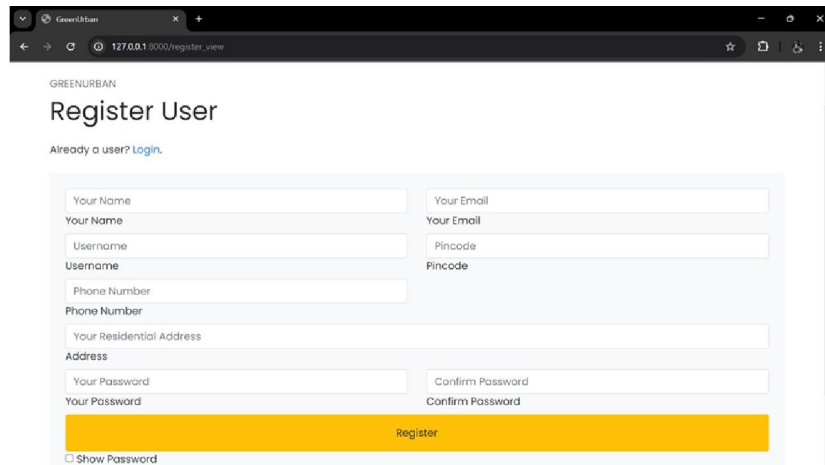 GreenUrban
127.0.0.1:8000/register_view
GREENURBAN
Register User
Already a user? Login.
Your Name Your Email
Your Name Your Email
Username Pincode
Username Pincode
Phone Number
Phone Number
Your Residential Address
Address
Your Password Confirm Password
Your Password Confirm Password
Register
Show Password